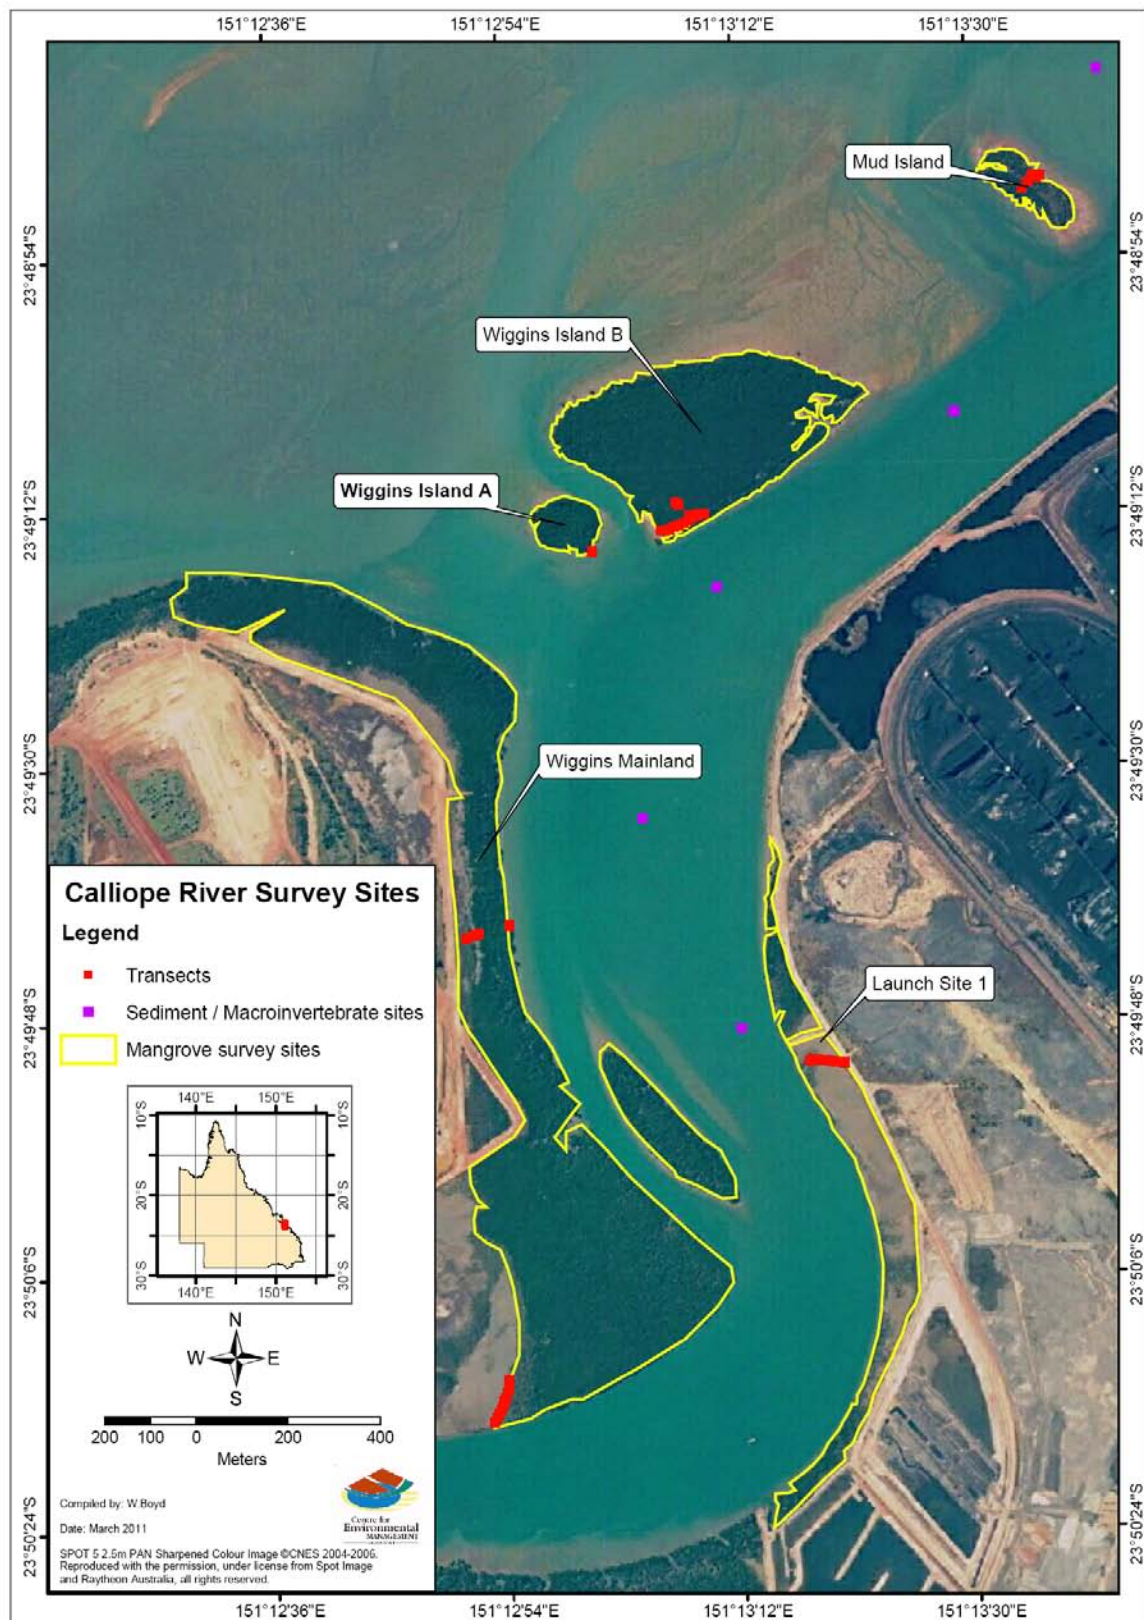 151°12'36"E
151°12'54"E
151°13'12"E
151°13'30"E
Mud Island
23°48'54"S
23°48'54"S
Wiggins Island B
Wiggins Island A
23°49'12"S
23°49'12"S
Wiggins Mainland
23°49'30"S
23°49'30"S
Calliope River Survey Sites
Legend
Transects
Launch Site 1
Sediment / Macroinvertebrate sites
23°49'48"S
23°49'48"S
Mangrove survey sites
140°E
150°E
10°S
10°S
20°S
20°S
30°S
30°S
140°E
150°E
23°50'6"S
23°50'6"S
N
W
E
S
200
100
0
200
400
Meters
Compiled by: W.Boyd
Date: March 2011
Centre for
Environmental
MANAGEMENT
SPOT 5 2.5m PAN Sharpened Colour Image ©CNES 2004-2006.
Reproduced with the permission, under license from Spot Image
and Raytheon Australia, all rights reserved.
23°50'24"S
23°50'24"S
151°12'36"E
151°12'54"E
151°13'12"E
151°13'30"E